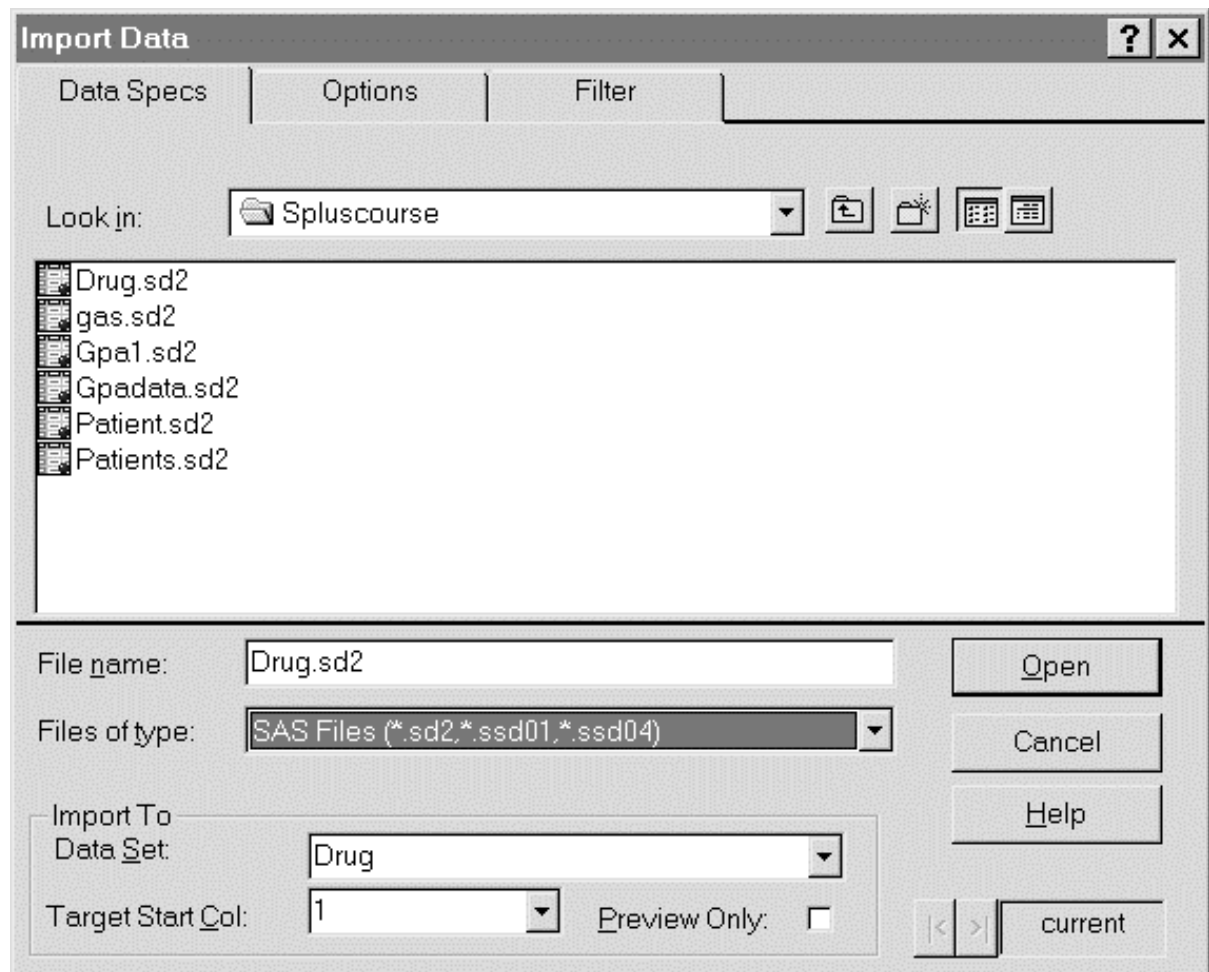 Import Data
? ×
Data Specs Options Filter
Look in: Spluscourse
Drug.sd2
gas.sd2
Gpa1.sd2
Gpadata.sd2
Patient.sd2
Patients.sd2
File name: Drug.sd2 Open
Files of type: SAS Files (*.sd2,*.ssd01,*.ssd04) Cancel
Import To Help
Data Set: Drug
Target Start Col: 1 Preview Only: |< >| current